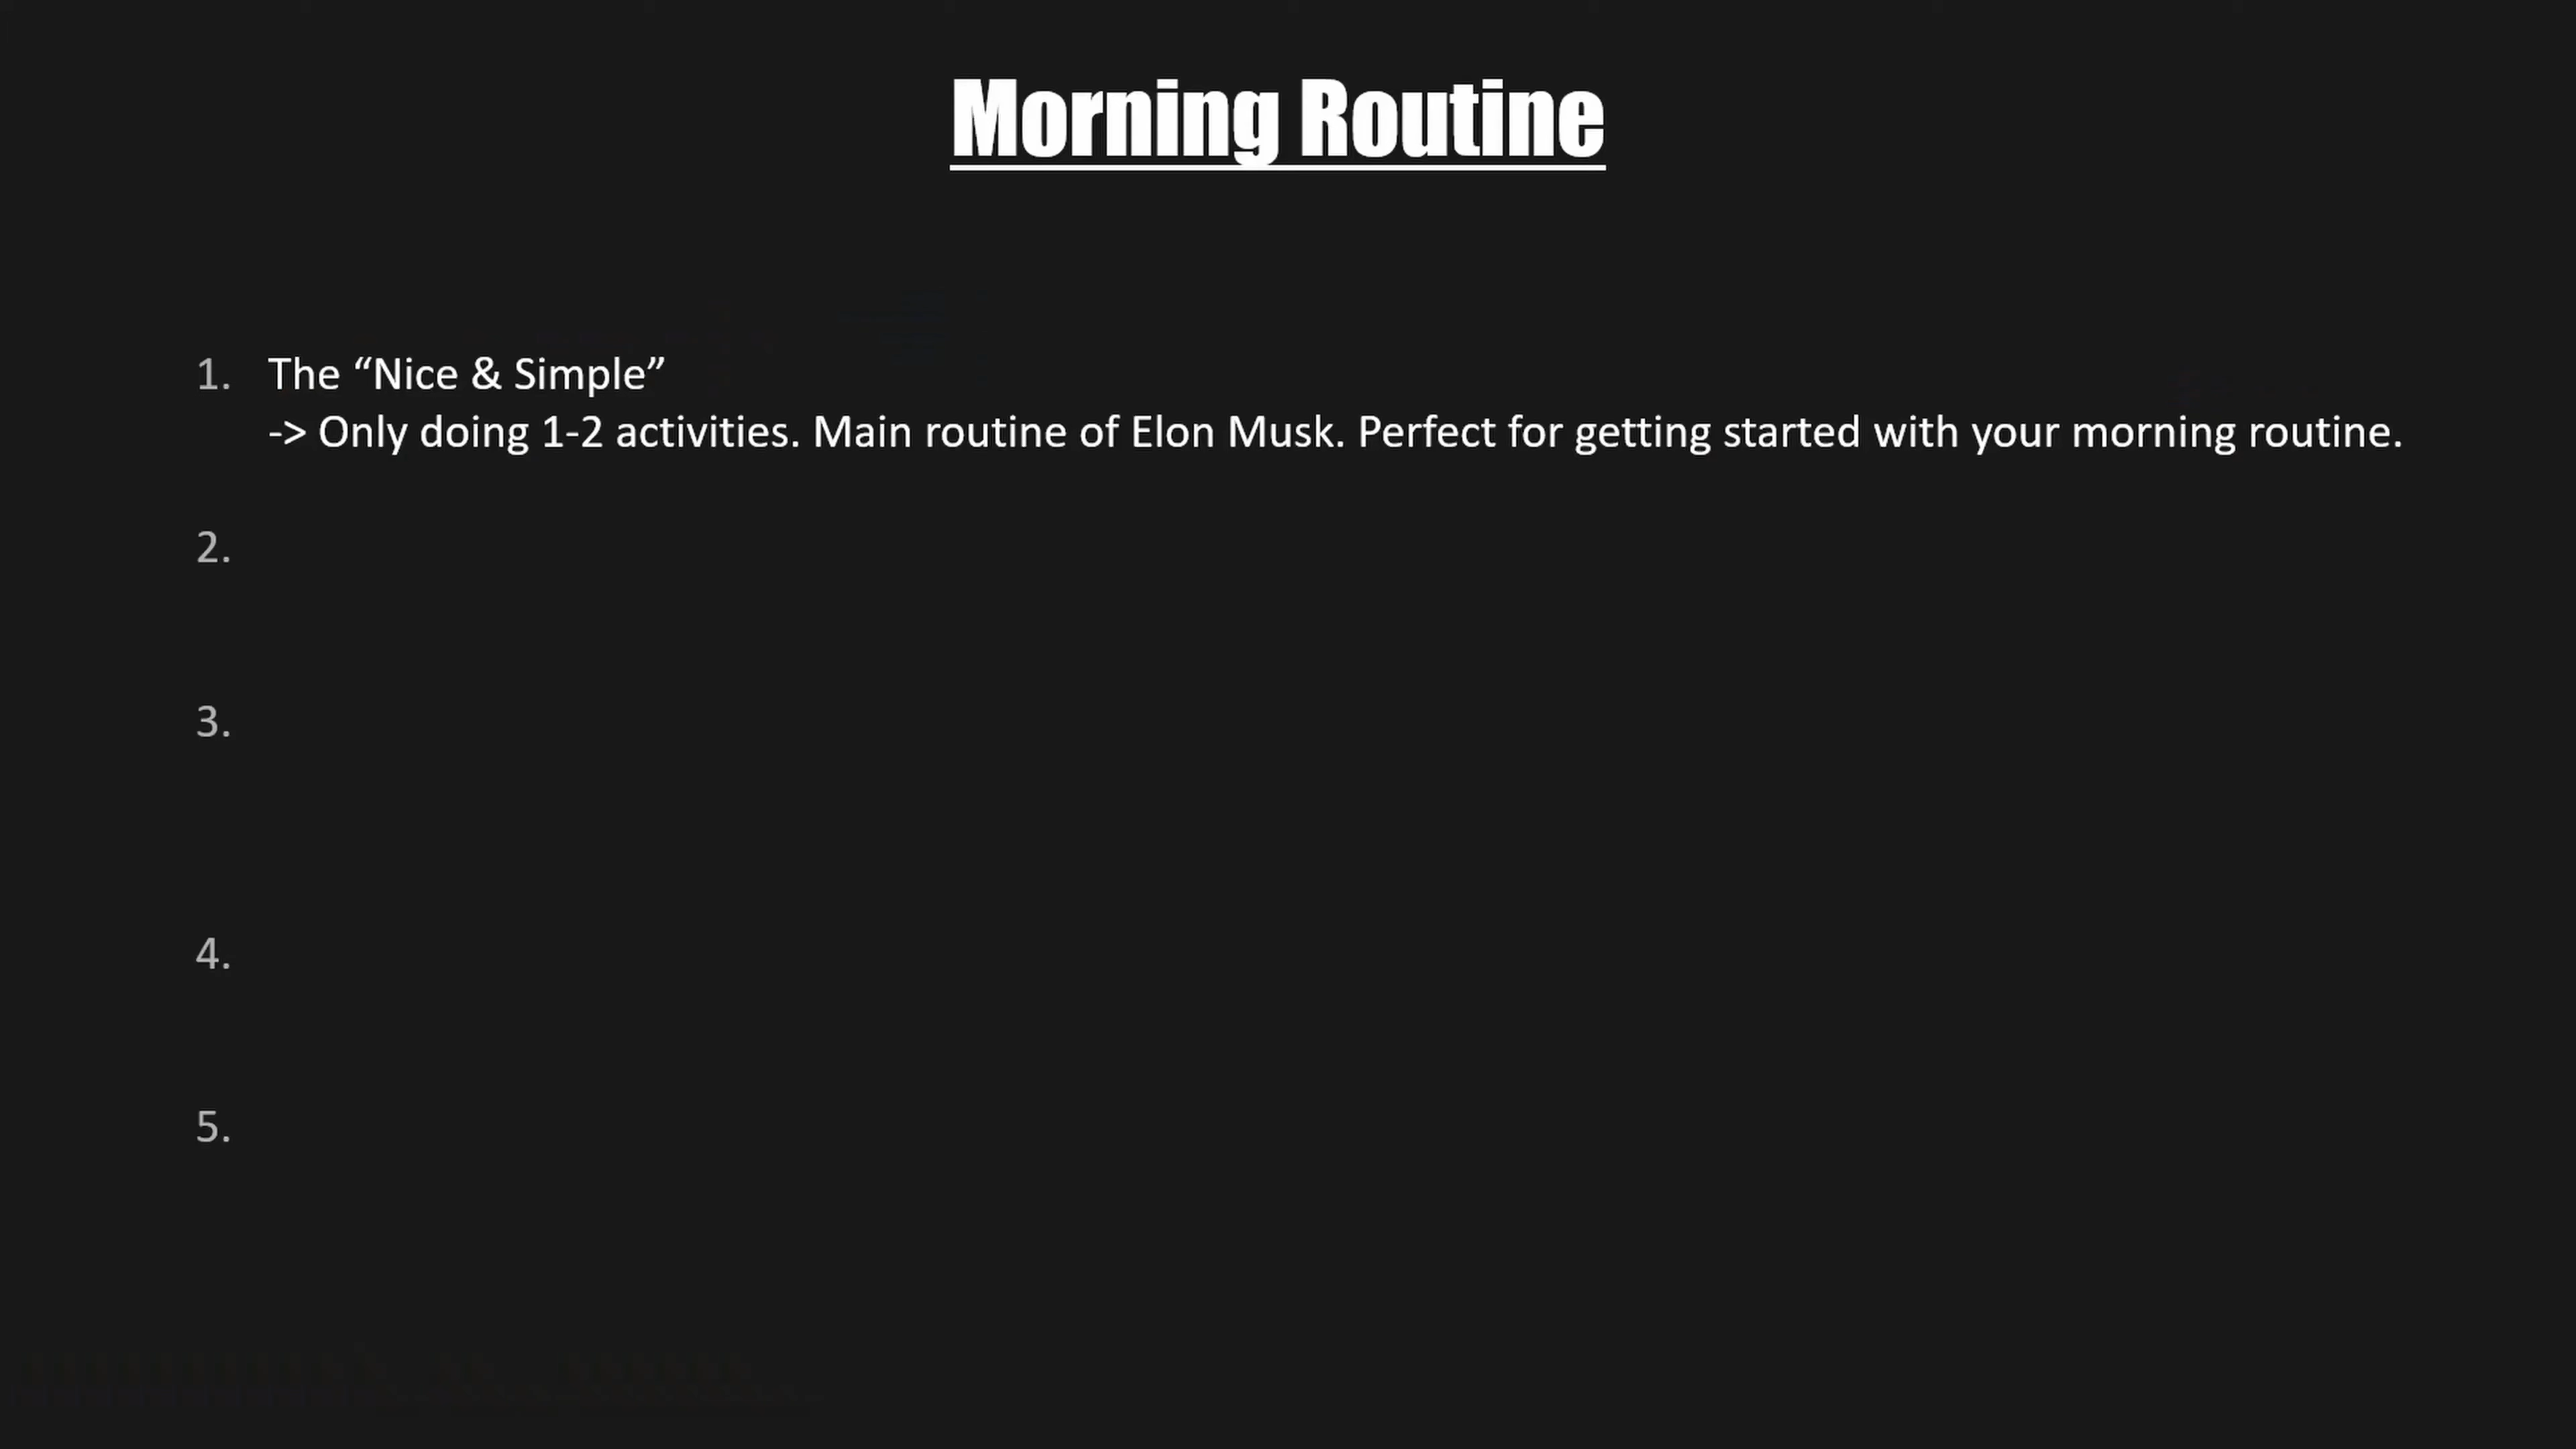 Morning Routine
1. The “Nice & Simple”
-> Only doing 1-2 activities. Main routine of Elon Musk. Perfect for getting started with your morning routine.
2.
3.
4.
5.